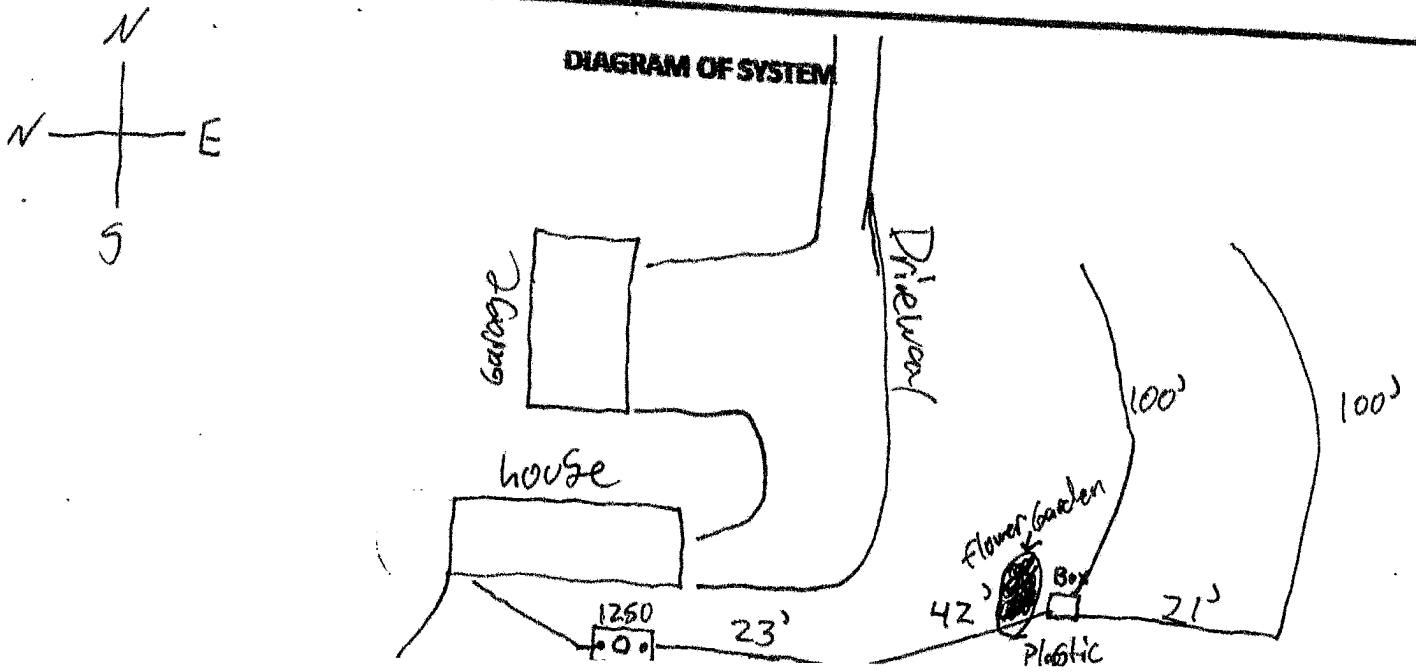 N
DIAGRAM OF SYSTEM
N E
S
Garage
Driveway
100'
100'
house
Flower Garden
Box
1250
23'
42'
21'
Plastic